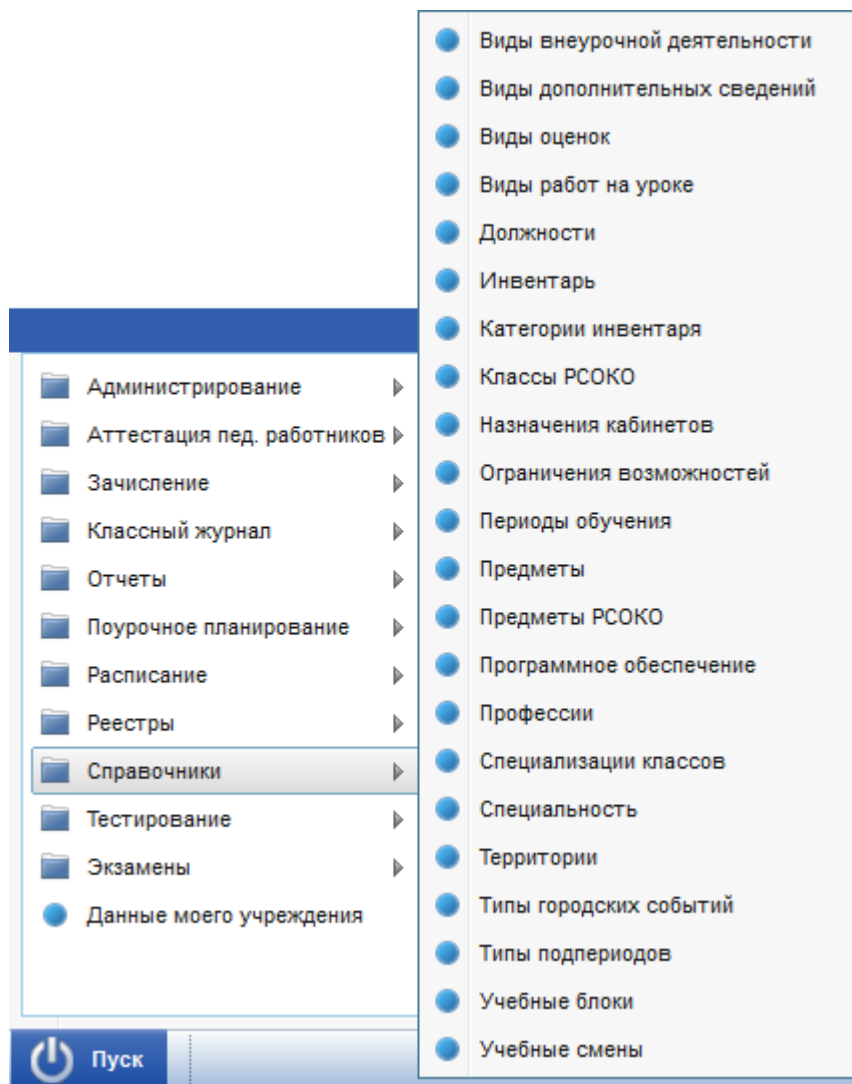 Администрирование
Аттестация пед. работников
Зачисление
Классный журнал
Отчеты
Поурочное планирование
Расписание
Реестры
Справочники
Тестирование
Экзамены
Данные моего учреждения
Пуск
Виды внеурочной деятельности
Виды дополнительных сведений
Виды оценок
Виды работ на уроке
Должности
Инвентарь
Категории инвентаря
Классы РСОКО
Назначения кабинетов
Ограничения возможностей
Периоды обучения
Предметы
Предметы РСОКО
Программное обеспечение
Профессии
Специализации классов
Специальность
Территории
Типы городских событий
Типы подпериодов
Учебные блоки
Учебные смены